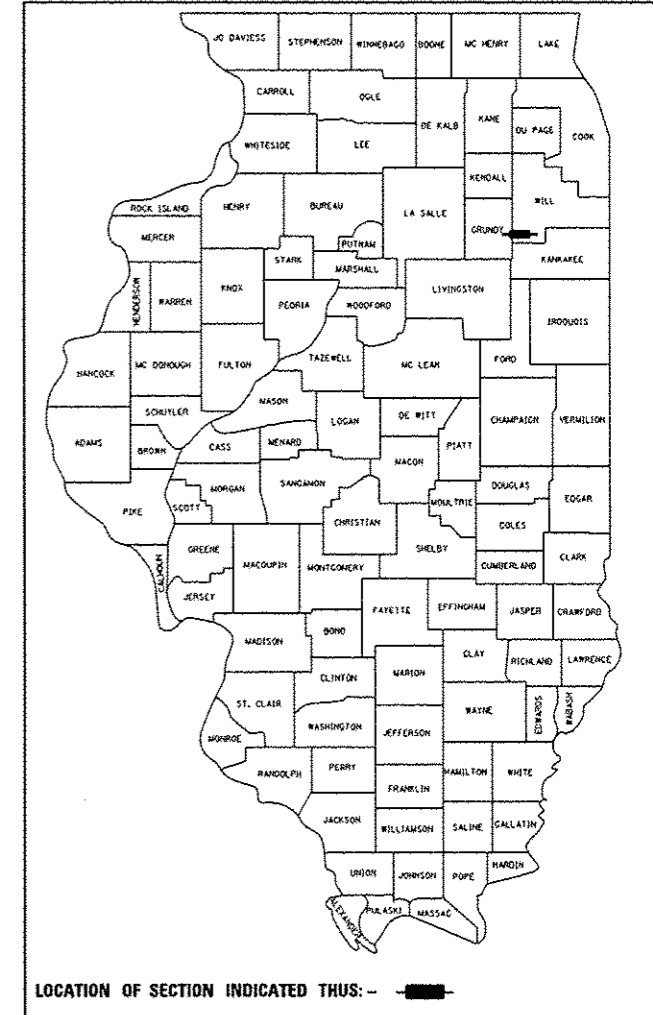 JO DAVIESS STEPHENSON WINNEBAGO BOONE MC HENRY LAKE
CARROLL OGLE DE KALB KANE DU PAGE COOK
WHITESIDE LEE
KENDALL
WILL
ROCK ISLAND HENRY BUREAU LA SALLE GRUNDY
MERCER PUTNAM KANKAKEE
STARK MARSHALL
HENDERSON WARREN KNOX PEORIA WOODFORD LIVINGSTON
IROQUOIS
HANCOCK MC DONOUGH FULTON TAZEWELL MC LEAN FORD
MASON
SCHUYLER LOGAN DE WITT CHAMPAIGN VERMILION
ADAMS BROWN CASS MENARD MACON PIATT
PIKE SCOTT MORGAN SANGAMON MOULTRIE DOUGLAS EDGAR
CHRISTIAN COLES
CALHOUN GREENE MACOUPIN MONTGOMERY SHELBY CUMBERLAND CLARK
JERSEY FAYETTE EFFINGHAM JASPER CRAWFORD
MADISON BOND
CLAY RICHLAND LAWRENCE
CLINTON MARION
ST. CLAIR WAYNE EDWARDS WABASH
MONROE WASHINGTON JEFFERSON
RANDOLPH PERRY HAMILTON WHITE
FRANKLIN
JACKSON WILLIAMSON SALINE GALLATIN
UNION JOHNSON POPE HARDIN
ALEXANDER PULASKI MASSAC
LOCATION OF SECTION INDICATED THUS: -